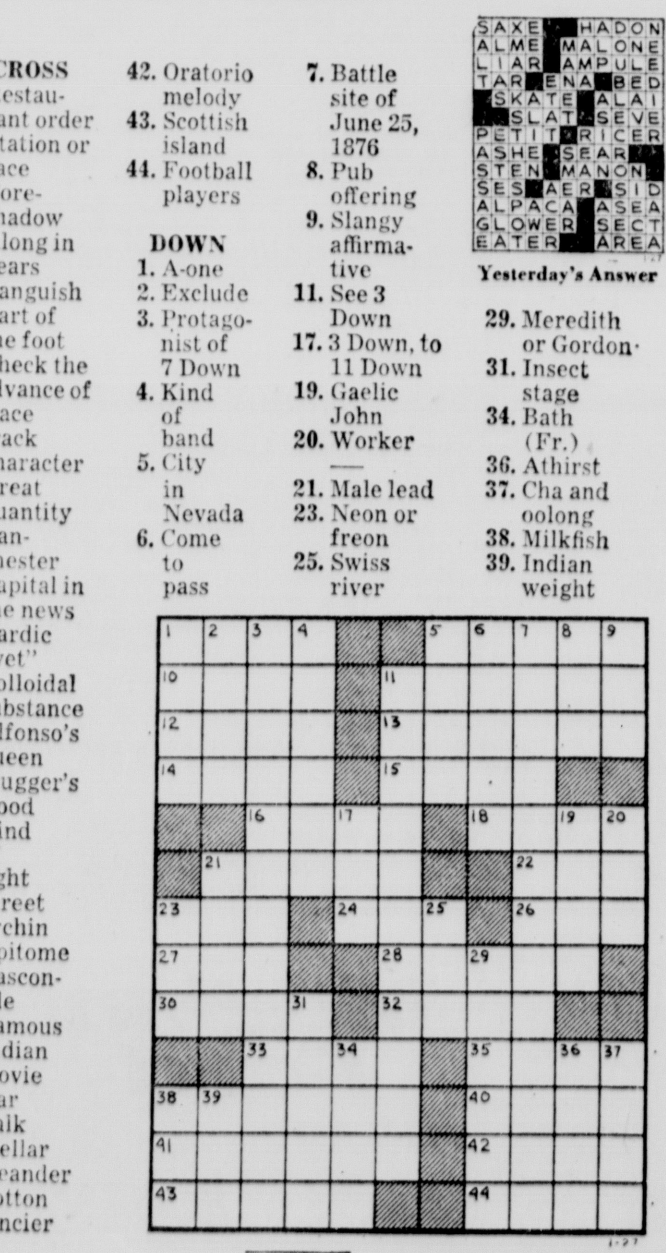 CROSS
estau-
ant order
tation or
ace
ore-
hadow
long in
ears
anguish
art of
e foot
heck the
lvance of
ace
ack
haracter
reat
uantity
an-
hester
apital in
e news
ardic
yet"
olloidal
ubstance
lfonso's
ueen
ugger's
ood
ind
ght
reet
rchin
pitome
ascon-
le
amous
dian
ovie
ar
alk
ellar
eander
otton
ncier
42. Oratorio
melody
43. Scottish
island
44. Football
players
DOWN
1. A-one
2. Exclude
3. Protago-
nist of
7 Down
4. Kind
of
band
5. City
in
Nevada
6. Come
to
pass
7. Battle
site of
June 25,
1876
8. Pub
offering
9. Slangy
affirma-
tive
11. See 3
Down
17. 3 Down, to
11 Down
19. Gaelic
John
20. Worker
—
21. Male lead
23. Neon or
freon
25. Swiss
river
SAXE HADON
ALME MALONE
LIAR AMPULE
TAR ENA BED
SKATE ALAI
SLAT SEVE
PETIT RICER
ASHE SEAR
STEN MANON
SES AER SID
ALPACA ASEA
GLOWER SECT
EATER AREA
Yesterday's Answer
29. Meredith
or Gordon
31. Insect
stage
34. Bath
(Fr.)
36. Athirst
37. Cha and
oolong
38. Milkfish
39. Indian
weight
1 2 3 4 5 6 7 8 9
10 11
12 13
14 15
16 17 18 19 20
21 22
23 24 25 26
27 28 29
30 31 32
33 34 35 36 37
38 39 40
41 42
43 44
1-27